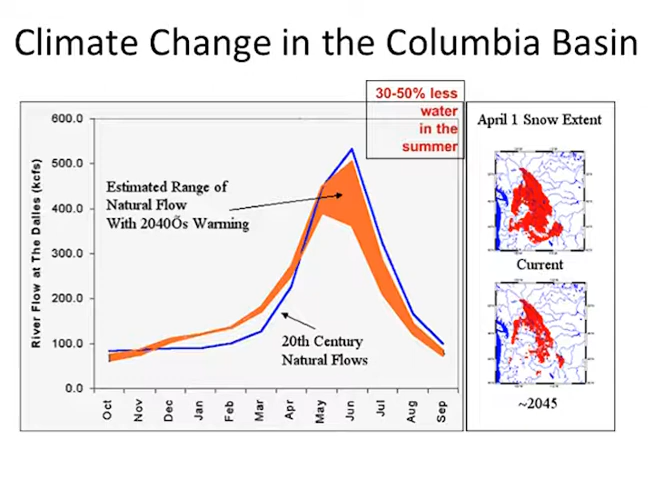 Climate Change in the Columbia Basin
30-50% less
water
in the
summer
600.0
500.0
400.0
300.0
200.0
100.0
0.0
River Flow at The Dalles (kcfs)
Estimated Range of
Natural Flow
With 2040Õs Warming
20th Century
Natural Flows
Oct
Nov
Dec
Jan
Feb
Mar
Apr
May
Jun
Jul
Aug
Sep
April 1 Snow Extent
Current
~2045